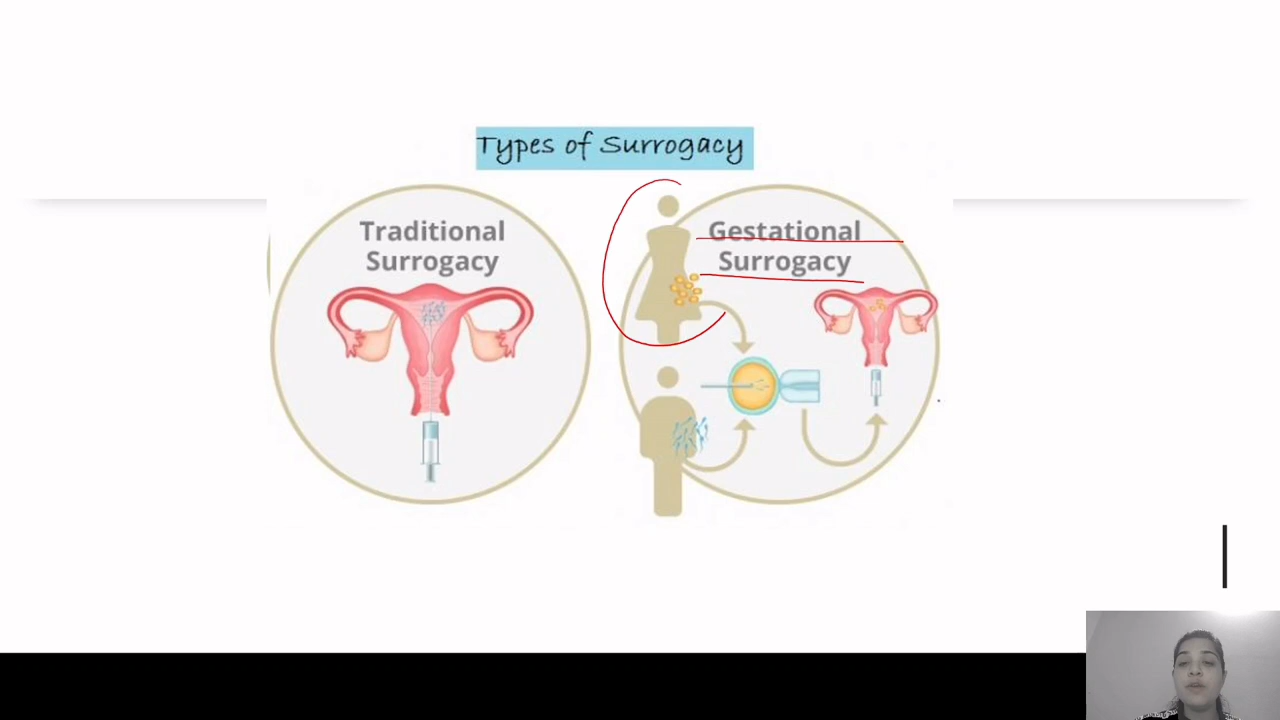 Types of Surrogacy
Traditional
Surrogacy
Gestational
Surrogacy